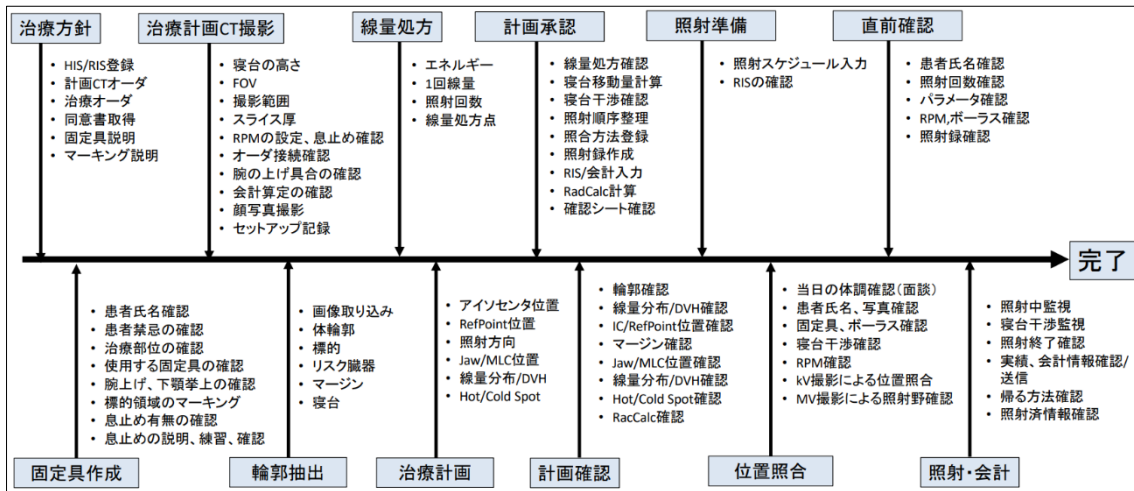 治療方針
• HIS/RIS登録
• 計画CTオーダ
• 治療オーダ
• 同意書取得
• 固定具説明
• マーキング説明
治療計画CT撮影
• 寝台の高さ
• FOV
• 撮影範囲
• スライス厚
• RPMの設定、息止め確認
• オーダ接続確認
• 腕の上げ具合の確認
• 会計算定の確認
• 顔写真撮影
• セットアップ記録
線量処方
• エネルギー
• 1回線量
• 照射回数
• 線量処方点
計画承認
• 線量処方確認
• 寝台移動量計算
• 寝台干渉確認
• 照射順序整理
• 照合方法登録
• 照射録作成
• RIS/会計入力
• RadCalc計算
• 確認シート確認
照射準備
• 照射スケジュール入力
• RISの確認
直前確認
• 患者氏名確認
• 照射回数確認
• パラメータ確認
• RPM,ボーラス確認
• 照射録確認
完了
• 患者氏名確認
• 患者禁忌の確認
• 治療部位の確認
• 使用する固定具の確認
• 腕上げ、下顎挙上の確認
• 標的領域のマーキング
• 息止め有無の確認
• 息止めの説明、練習、確認
固定具作成
• 画像取り込み
• 体輪郭
• 標的
• リスク臓器
• マージン
• 寝台
輪郭抽出
• アイソセンタ位置
• RefPoint位置
• 照射方向
• Jaw/MLC位置
• 線量分布/DVH
• Hot/Cold Spot
治療計画
• 輪郭確認
• 線量分布/DVH確認
• IC/RefPoint位置確認
• マージン確認
• Jaw/MLC位置確認
• 線量分布/DVH確認
• Hot/Cold Spot確認
• RacCalc確認
計画確認
• 当日の体調確認(面談)
• 患者氏名、写真確認
• 固定具、ボーラス確認
• 寝台干渉確認
• RPM確認
• kV撮影による位置照合
• MV撮影による照射野確認
位置照合
• 照射中監視
• 寝台干渉監視
• 照射終了確認
• 実績、会計情報確認/
送信
• 帰る方法確認
• 照射済情報確認
照射・会計